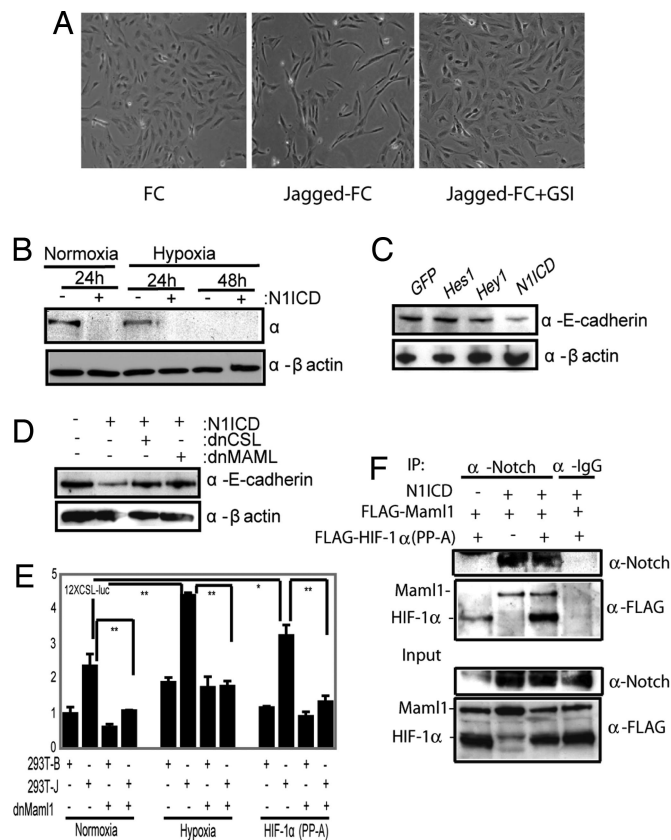 A
FC
Jagged-FC
Jagged-FC+GSI
B
Normoxia
Hypoxia
24h
24h
48h
- + - + - + :N1ICD
α
α -β actin
C
GFP
Hes1
Hey1
N1ICD
α -E-cadherin
α -β actin
D
- + + + :N1ICD
- - + - :dnCSL
- - - + :dnMAML
α -E-cadherin
α -β actin
E
5
4
3
2
1
0
12XCSL-luc
**
**
**
*
**
293T-B + - + - + - + - + - + -
293T-J - + - + - + - + - + - +
dnMaml1 - - + + - - + + - - + +
Normoxia
Hypoxia
HIF-1α (PP-A)
F
IP:
α -Notch
α -IgG
N1ICD - + + +
FLAG-Maml1 + + + +
FLAG-HIF-1α(PP-A) + - + +
α-Notch
Maml1-
HIF-1α-
α-FLAG
Input
α-Notch
Maml1-
HIF-1α-
α-FLAG